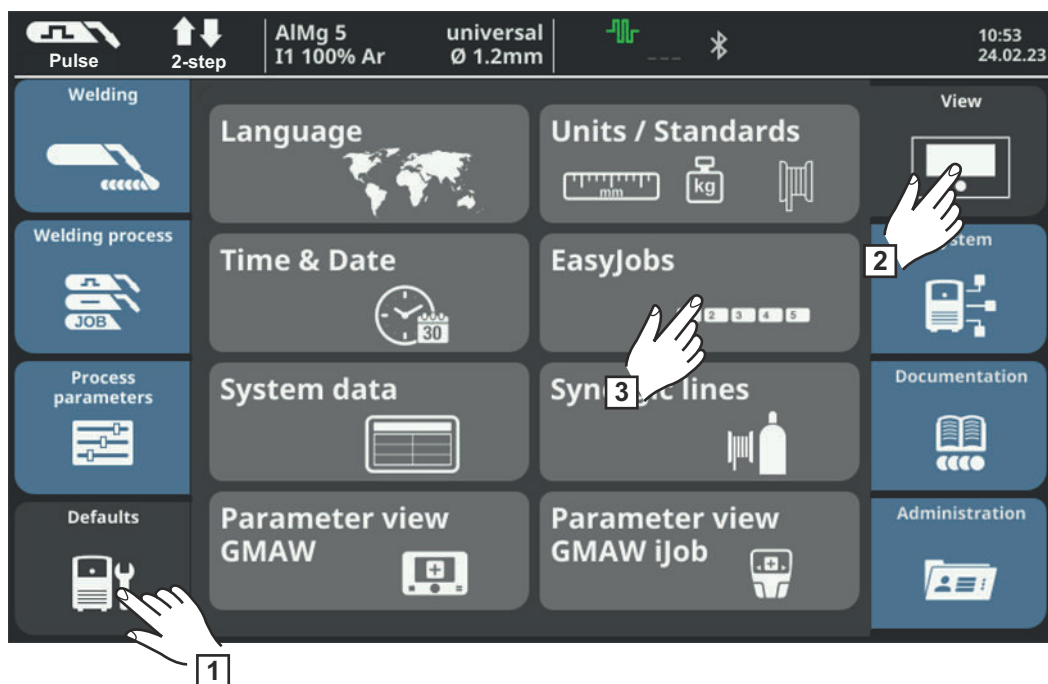 Pulse
2-step
AlMg 5
I1 100% Ar
universal
Ø 1.2mm
---
10:53
24.02.23
Welding
Language
mm
Units / Standards
kg
View
2
Welding process
JOB
Time & Date
30
EasyJobs
2 3 4 5
3
Process
parameters
System data
lines
Documentation
Defaults
Parameter view
GMAW
Parameter view
GMAW iJob
Administration
1